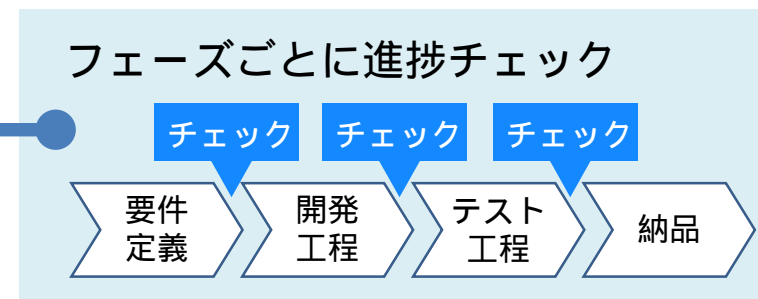 フェーズごとに進捗チェック
チェック
チェック
チェック
要件
定義
開発
工程
テスト
工程
納品